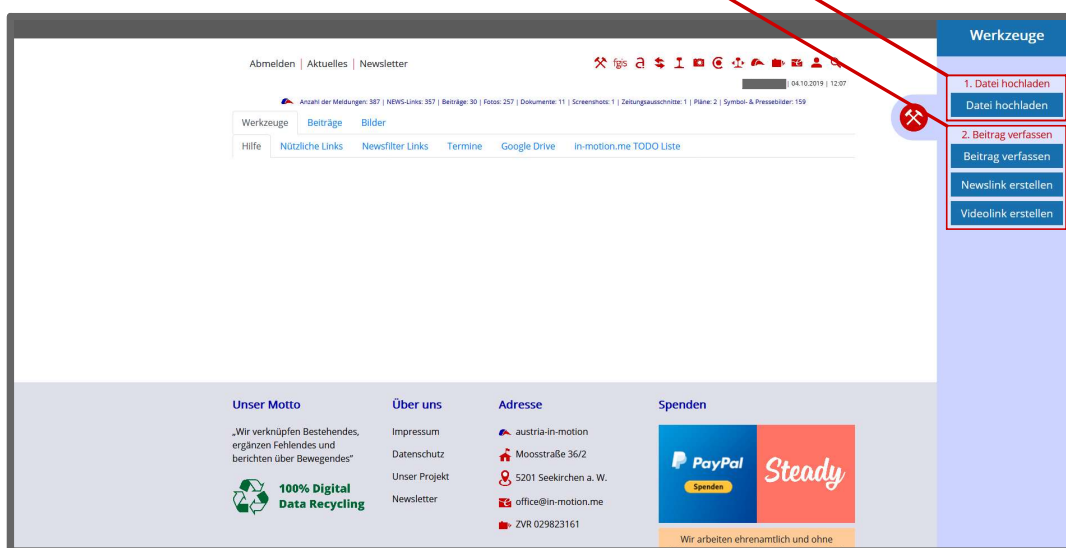 Werkzeuge
Abmelden | Aktuelles | Newsletter
fgis
| 04.10.2019 | 12:07
Anzahl der Meldungen: 387 | NEWS-Links: 357 | Beiträge: 30 | Fotos: 257 | Dokumente: 11 | Screenshots: 1 | Zeitungsausschnitte: 1 | Pläne: 2 | Symbol- & Pressebilder: 159
Werkzeuge Beiträge Bilder
Hilfe Nützliche Links Newsfilter Links Termine Google Drive in-motion.me TODO Liste
1. Datei hochladen
Datei hochladen
2. Beitrag verfassen
Beitrag verfassen
Newslink erstellen
Videolink erstellen
Unser Motto
„Wir verknüpfen Bestehendes,
ergänzen Fehlendes und
berichten über Bewegendes“
100% Digital
Data Recycling
Über uns
Impressum
Datenschutz
Unser Projekt
Newsletter
Adresse
austria-in-motion
Moosstraße 36/2
5201 Seekirchen a. W.
office@in-motion.me
ZVR 029823161
Spenden
PayPal
Spenden
Steady
Wir arbeiten ehrenamtlich und ohne